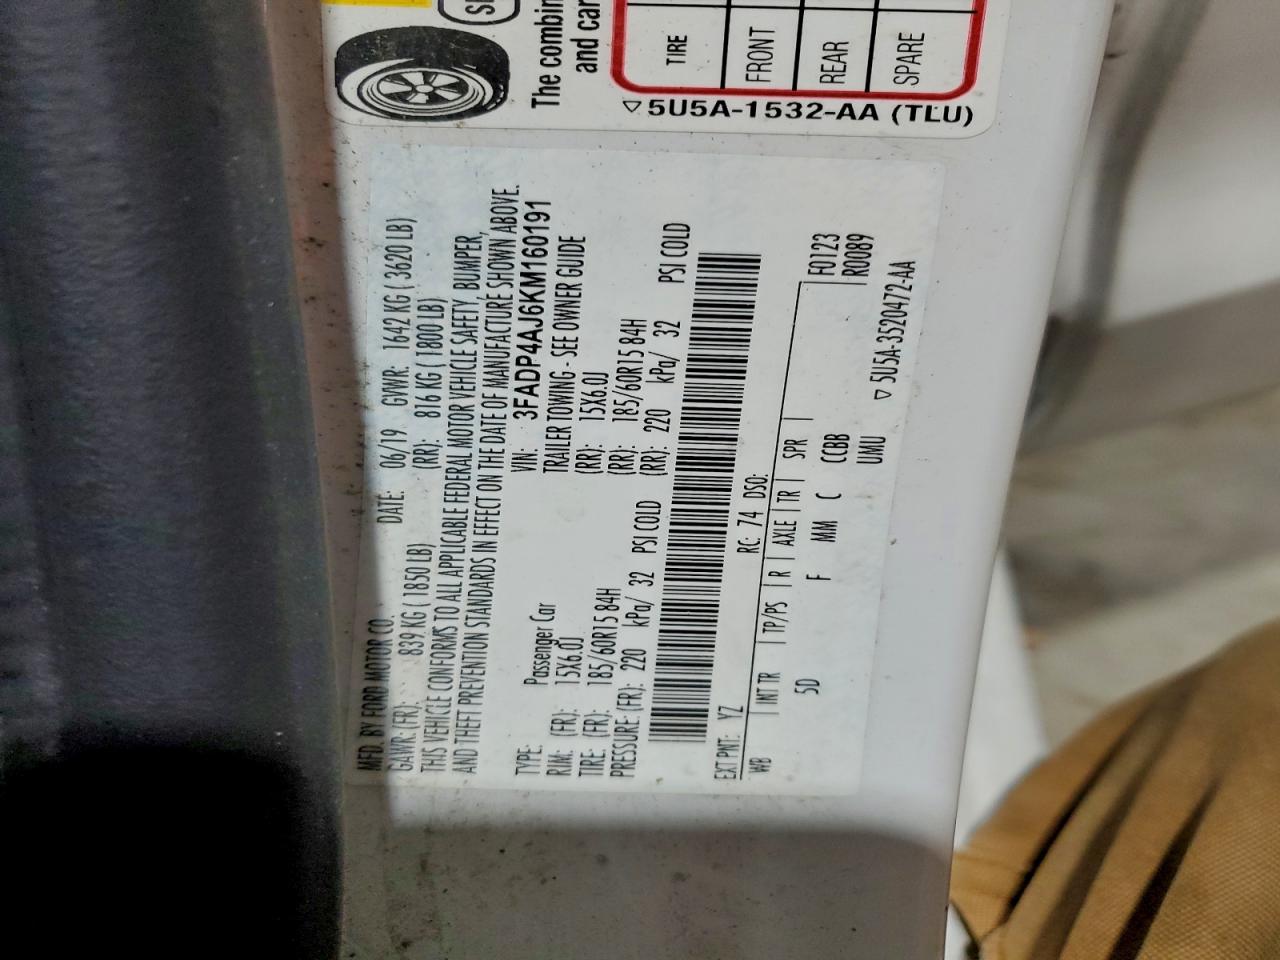 The combin
and car
TIRE
FRONT
REAR
SPARE
5U5A-1532-AA (TLU)
MFD. BY FORD MOTOR CO.
DATE: 06/19 GVWR: 1642 KG ( 3620 LB)
GAWR: (FR): 839 KG ( 1850 LB) (RR): 816 KG ( 1800 LB)
THIS VEHICLE CONFORMS TO ALL APPLICABLE FEDERAL MOTOR VEHICLE SAFETY, BUMPER,
AND THEFT PREVENTION STANDARDS IN EFFECT ON THE DATE OF MANUFACTURE SHOWN ABOVE.
VIN: 3FADP4AJ6KM160191
TYPE: Passenger Car TRAILER TOWING - SEE OWNER GUIDE
RIM: (FR): 15X6.0J (RR): 15X6.0J
TIRE: (FR): 185/60R15 84H (RR): 185/60R15 84H
PRESSURE: (FR): 220 kPa/ 32 PSI COLD (RR): 220 kPa/ 32 PSI COLD
EXT PNT: YZ RC: 74 DSO:
WB INT TR TP/PS R AXLE TR SPR F0123
5D F MM C CCBB R0089
UMU
5U5A-3520472-AA